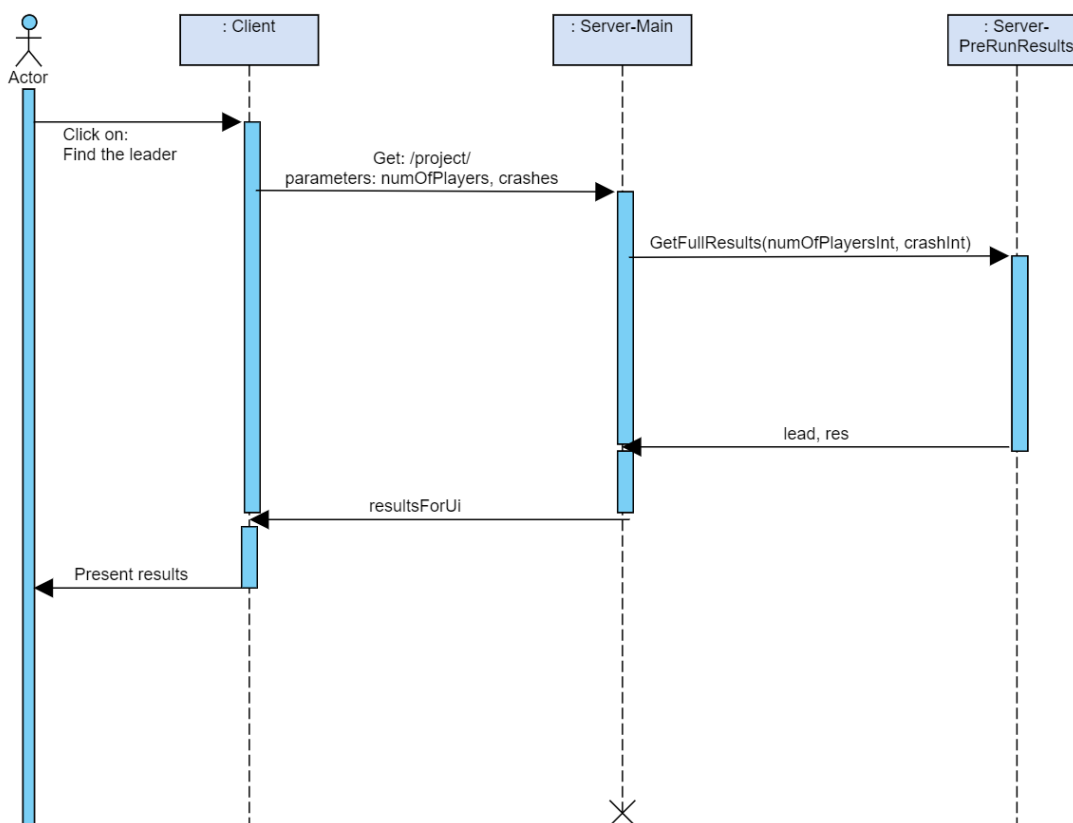 : Client
: Server-Main
: Server-
PreRunResults
Actor
Click on:
Find the leader
Get: /project/
parameters: numOfPlayers, crashes
GetFullResults(numOfPlayersInt, crashInt)
lead, res
resultsForUi
Present results